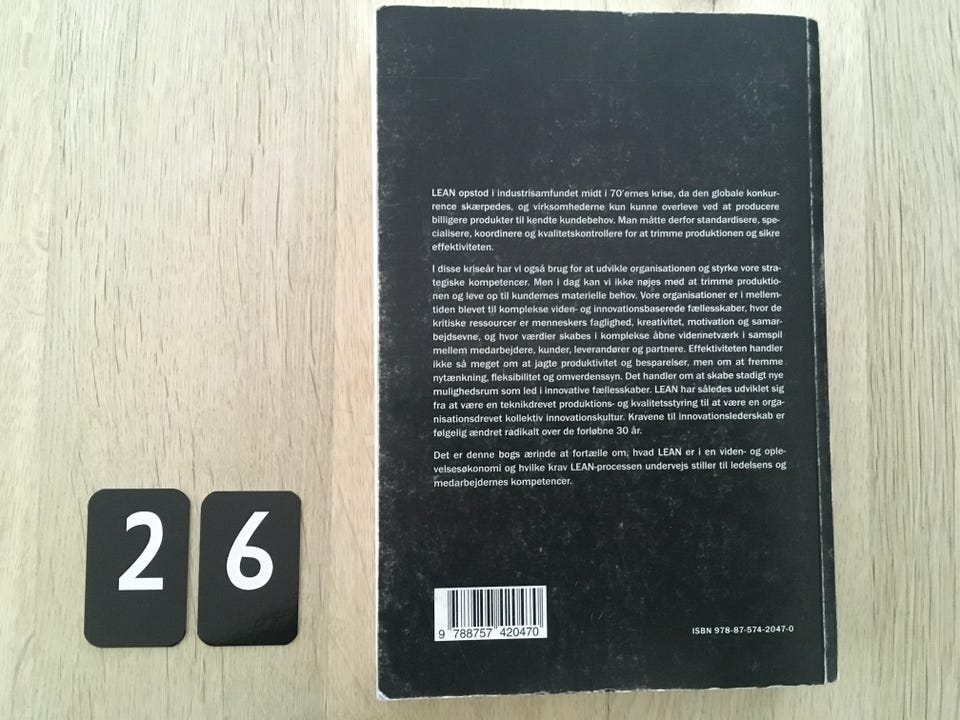 LEAN opstod i industrisamfundet midt i 70'ernes krise, da den globale konkur-
rence skærpedes, og virksomhederne kun kunne overleve ved at producere
billigere produkter til kendte kundebehov. Man måtte derfor standardisere, spe-
cialisere, koordinere og kvalitetskontrollere for at trimme produktionen og sikre
effektiviteten.
I disse kriseår har vi også brug for at udvikle organisationen og styrke vore stra-
tegiske kompetencer. Men i dag kan vi ikke nøjes med at trimme produktio-
nen og leve op til kundernes materielle behov. Vore organisationer er i mellem-
tiden blevet til komplekse viden- og innovationsbaserede fællesskaber, hvor de
kritiske ressourcer er menneskers faglighed, kreativitet, motivation og samar-
bejdsevne, og hvor værdier skabes i komplekse åbne vidennetværk i samspil
mellem medarbejdere, kunder, leverandører og partnere. Effektiviteten handler
ikke så meget om at jagte produktivitet og besparelser, men om at fremme
nytænkning, fleksibilitet og omverdenssyn. Det handler om at skabe stadigt nye
mulighedsrum som led i innovative fællesskaber. LEAN har således udviklet sig
fra at være en teknikdrevet produktions- og kvalitetsstyring til at være en orga-
nisationsdrevet kollektiv innovationskultur. Kravene til innovationslederskab er
følgelig ændret radikalt over de forløbne 30 år.
Det er denne bogs ærinde at fortælle om, hvad LEAN er i en viden- og ople-
velsesøkonomi og hvilke krav LEAN-processen undervejs stiller til ledelsens og
medarbejdernes kompetencer.
26
9 788757 420470
ISBN 978-87-574-2047-0